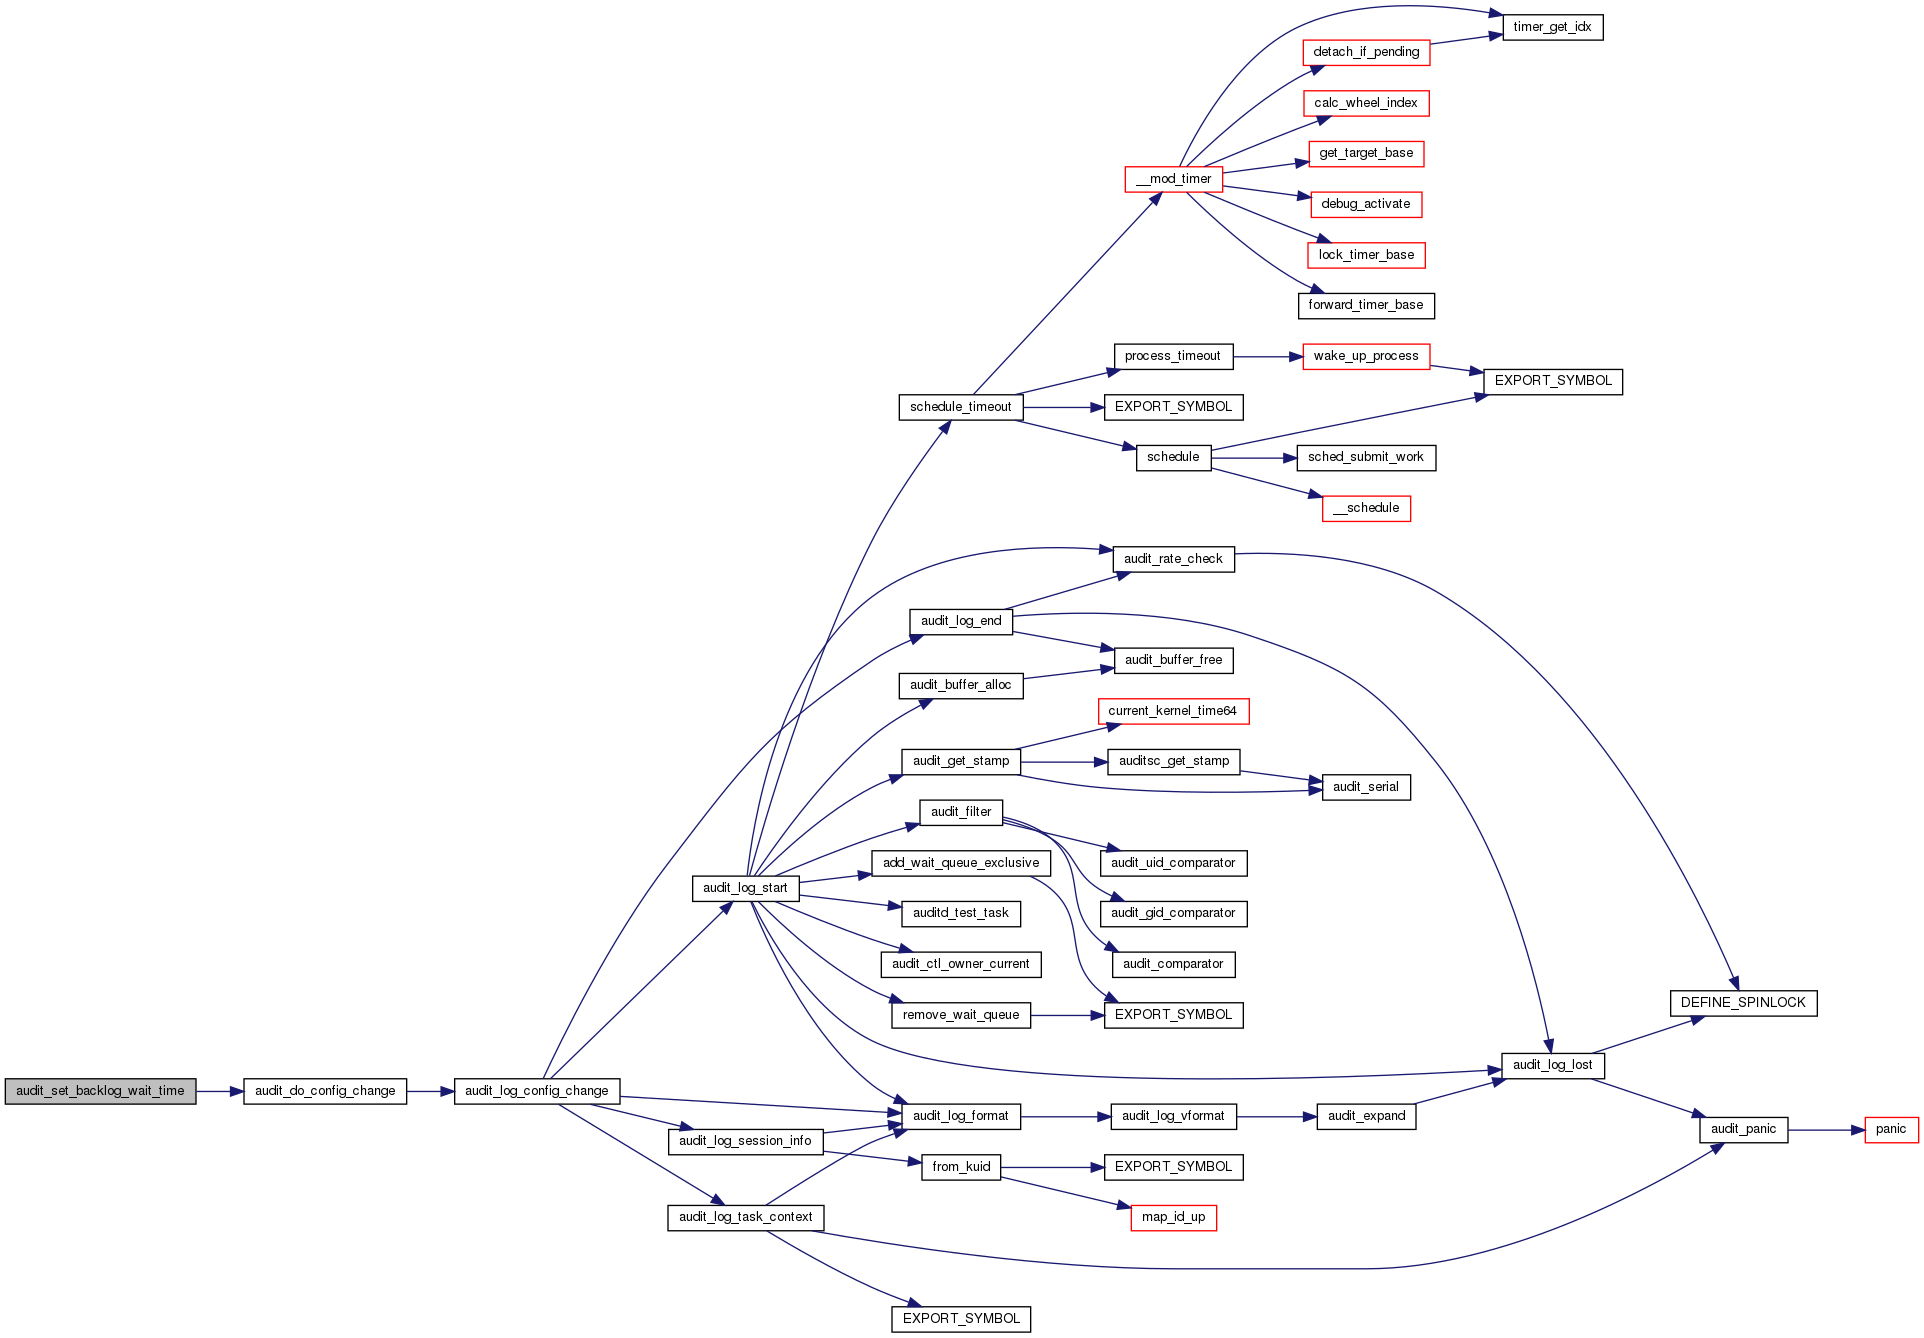 timer_get_idx
detach_if_pending
calc_wheel_index
get_target_base
__mod_timer
debug_activate
lock_timer_base
forward_timer_base
process_timeout
wake_up_process
EXPORT_SYMBOL
schedule_timeout
EXPORT_SYMBOL
schedule
sched_submit_work
__schedule
audit_rate_check
audit_log_end
audit_buffer_free
audit_buffer_alloc
current_kernel_time64
audit_get_stamp
auditsc_get_stamp
audit_serial
audit_filter
add_wait_queue_exclusive
audit_uid_comparator
audit_log_start
auditd_test_task
audit_gid_comparator
audit_ctl_owner_current
audit_comparator
remove_wait_queue
EXPORT_SYMBOL
DEFINE_SPINLOCK
audit_log_lost
audit_set_backlog_wait_time
audit_do_config_change
audit_log_config_change
audit_log_format
audit_log_vformat
audit_expand
audit_panic
panic
audit_log_session_info
from_kuid
EXPORT_SYMBOL
audit_log_task_context
map_id_up
EXPORT_SYMBOL